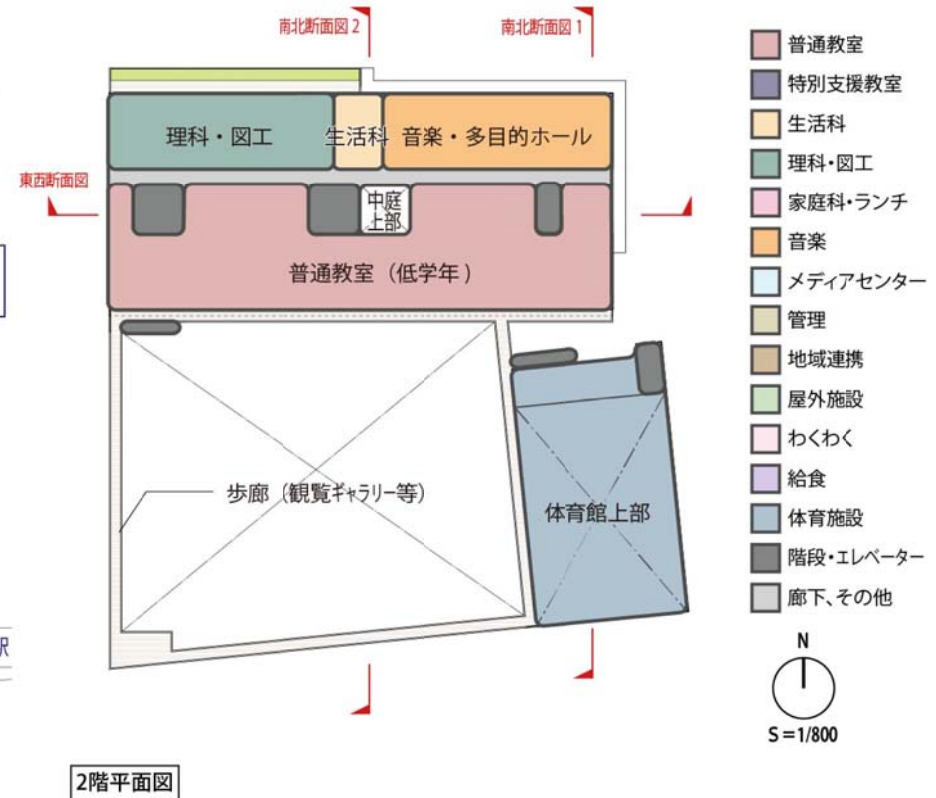 南北断面図 2
南北断面図 1
理科・図工
生活科
音楽・多目的ホール
東西断面図
中庭
上部
普通教室（低学年）
歩廊（観覧ギャラリー等）
体育館上部
駅
2階平面図
普通教室
特別支援教室
生活科
理科・図工
家庭科・ランチ
音楽
メディアセンター
管理
地域連携
屋外施設
わくわく
給食
体育施設
階段・エレベーター
廊下、その他
N
S＝1/800